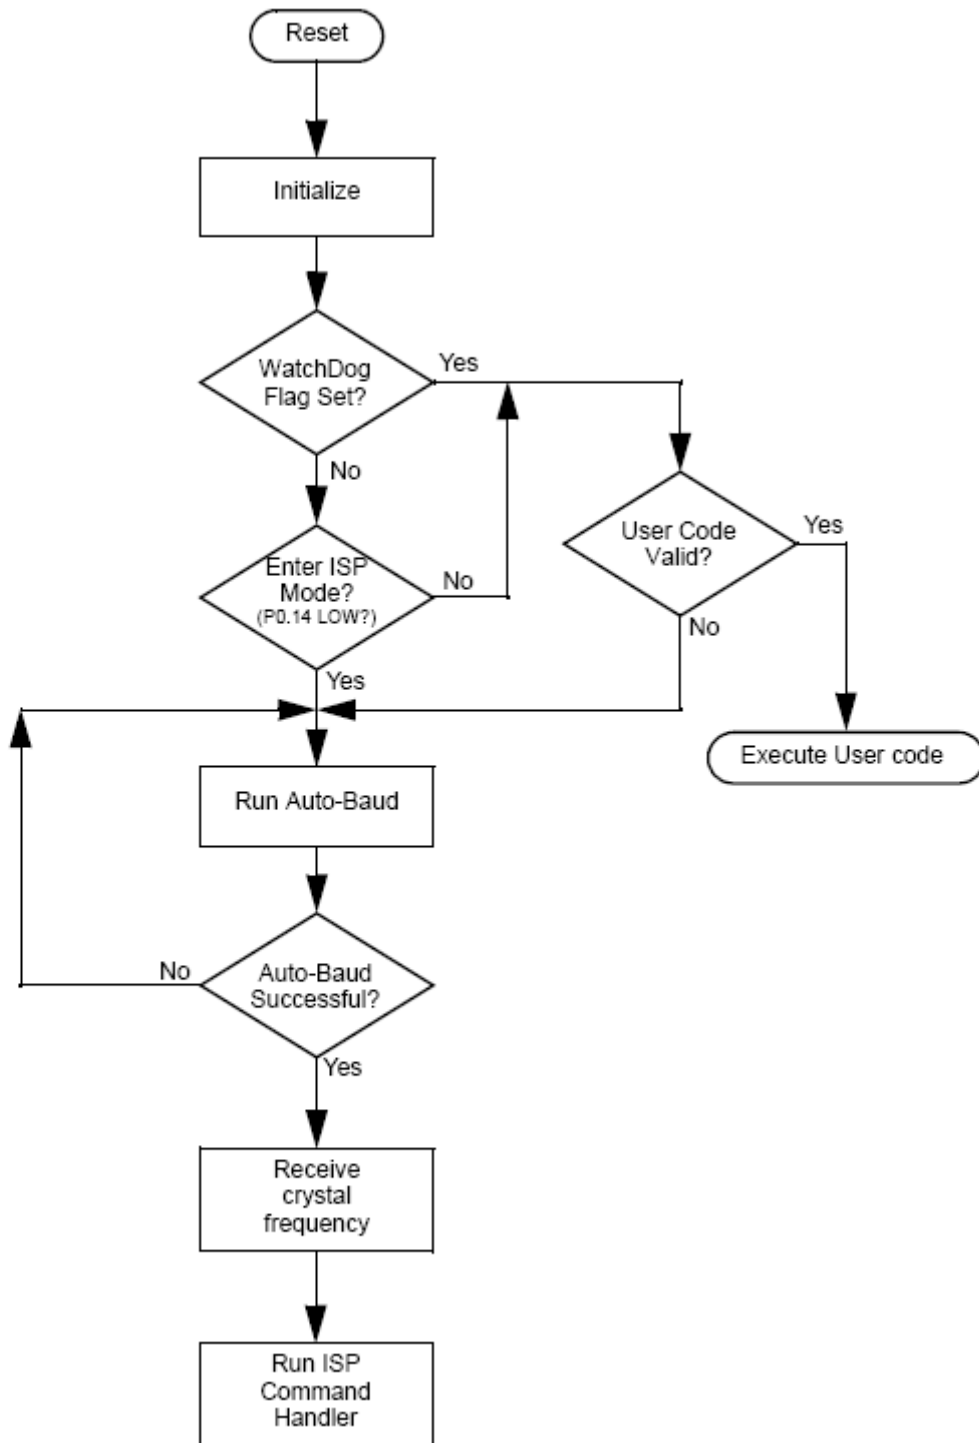 Reset
Initialize
WatchDog
Flag Set?
Yes
No
Enter ISP
Mode?
(P0.14 LOW?)
No
Yes
User Code
Valid?
Yes
No
Execute User code
Run Auto-Baud
Auto-Baud
Successful?
No
Yes
Receive
crystal
frequency
Run ISP
Command
Handler